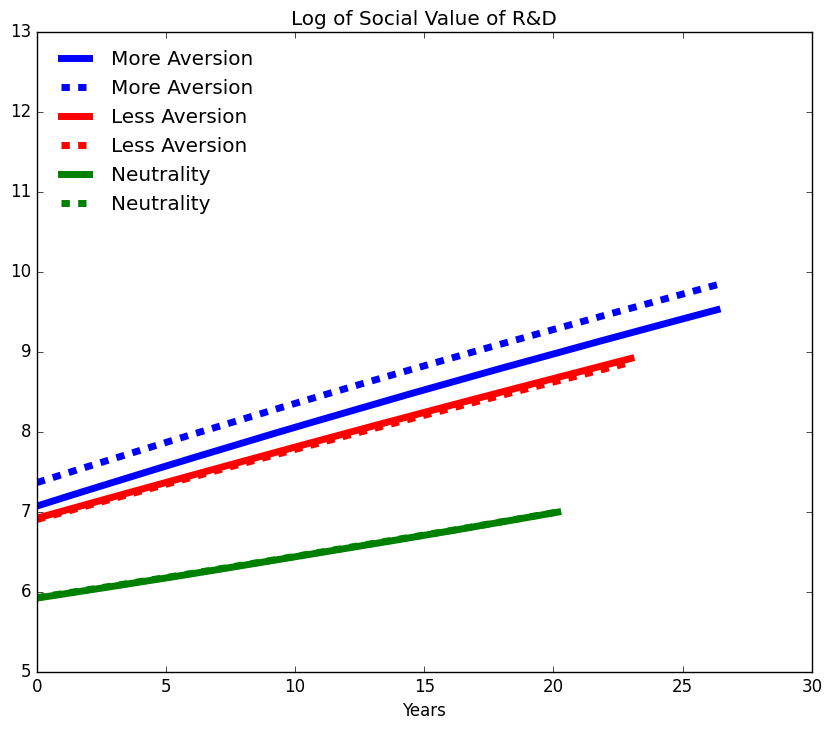 Log of Social Value of R&D
13
12
11
10
9
8
7
6
5
More Aversion
More Aversion
Less Aversion
Less Aversion
Neutrality
Neutrality
0 5 10 15 20 25 30
Years